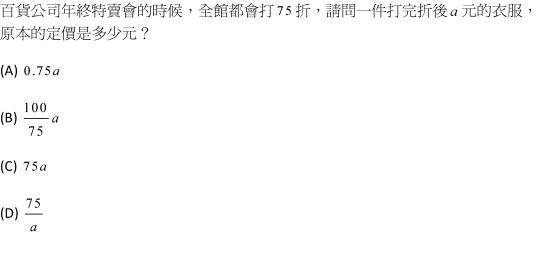 百貨公司年終特賣會的時候，全館都會打 75 折，請問一件打完折後 a 元的衣服，
原本的定價是多少元？
(A) 0.75a
(B) 100/75 a
(C) 75a
(D) 75/a